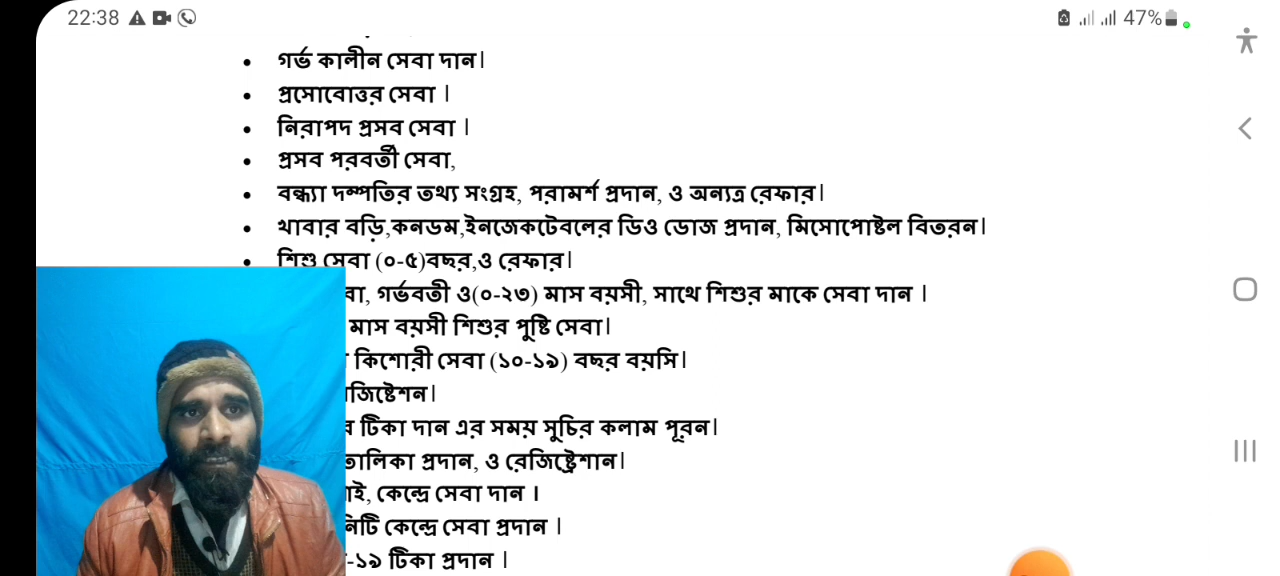 22:38
47%
গর্ভ কালীন সেবা দান।
প্রসোবোত্তর সেবা ।
নিরাপদ প্রসব সেবা ।
প্রসব পরবর্তী সেবা,
বন্ধ্যা দম্পতির তথ্য সংগ্রহ, পরামর্শ প্রদান, ও অন্যত্র রেফার।
খাবার বড়ি,কনডম,ইনজেকটেবলের ডিও ডোজ প্রদান, মিসোপোষ্টল বিতরন।
শিশু সেবা (০-৫)বছর,ও রেফার।
গর্ভবতী ও(০-২৩) মাস বয়সী, সাথে শিশুর মাকে সেবা দান ।
মাস বয়সী শিশুর পুষ্টি সেবা।
কিশোরী সেবা (১০-১৯) বছর বয়সি।
জিষ্টেশন।
টিকা দান এর সময় সুচির কলাম পূরন।
তালিকা প্রদান, ও রেজিষ্ট্রেশান।
কেন্দ্রে সেবা দান ।
নিটি কেন্দ্রে সেবা প্রদান ।
-১৯ টিকা প্রদান ।